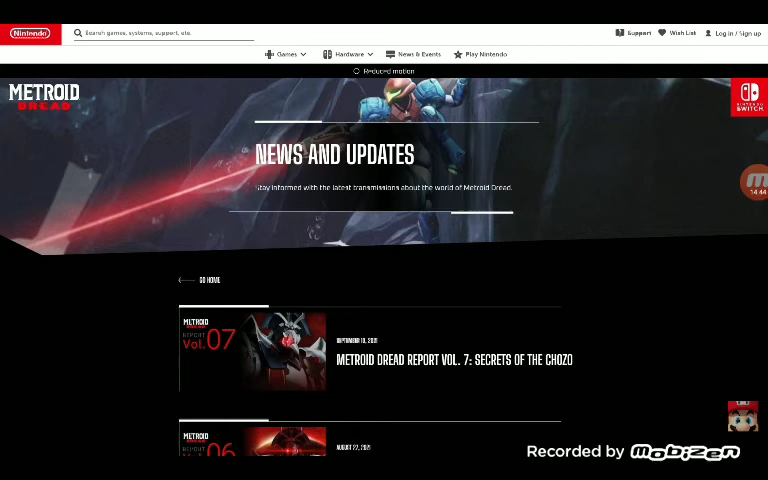 Nintendo
Search games, systems, support, etc.
Support
Wish List
Log in / Sign up
Games
Hardware
News & Events
Play Nintendo
Reduced motion
METROID
DREAD
NINTENDO
SWITCH
NEWS AND UPDATES
Stay informed with the latest transmissions about the world of Metroid Dread.
14:44
GO HOME
METROID
REPORT
Vol.07
SEPTEMBER 10, 2021
METROID DREAD REPORT VOL. 7: SECRETS OF THE CHOZO
METROID
REPORT
Vol.06
AUGUST 27, 2021
Recorded by mobizen